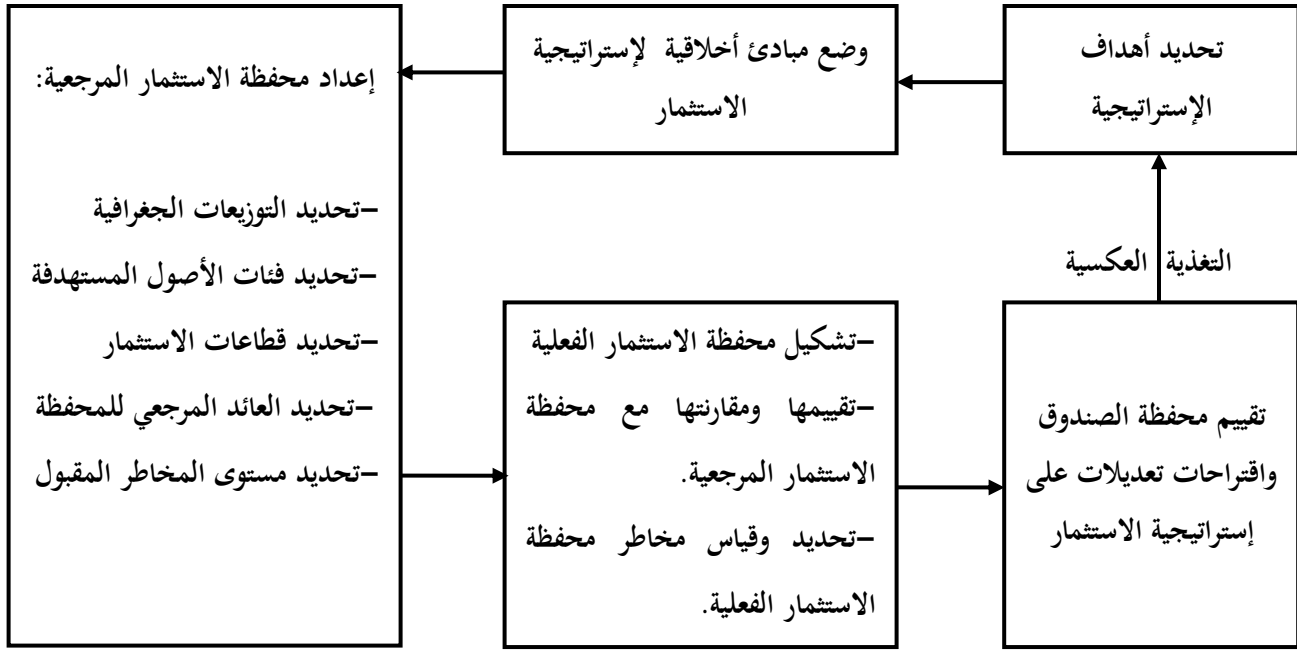 تحديد أهداف
الإستراتيجية
وضع مبادئ أخلاقية لإستراتيجية
الاستثمار
إعداد محفظة الاستثمار المرجعية:
–تحديد التوزيعات الجغرافية
–تحديد فئات الأصول المستهدفة
–تحديد قطاعات الاستثمار
–تحديد العائد المرجعي للمحفظة
–تحديد مستوى المخاطر المقبول
–تشكيل محفظة الاستثمار الفعلية
–تقييمها ومقارنتها مع محفظة
الاستثمار المرجعية.
–تحديد وقياس مخاطر محفظة
الاستثمار الفعلية.
تقييم محفظة الصندوق
واقتراحات تعديلات على
إستراتيجية الاستثمار
التغذية العكسية